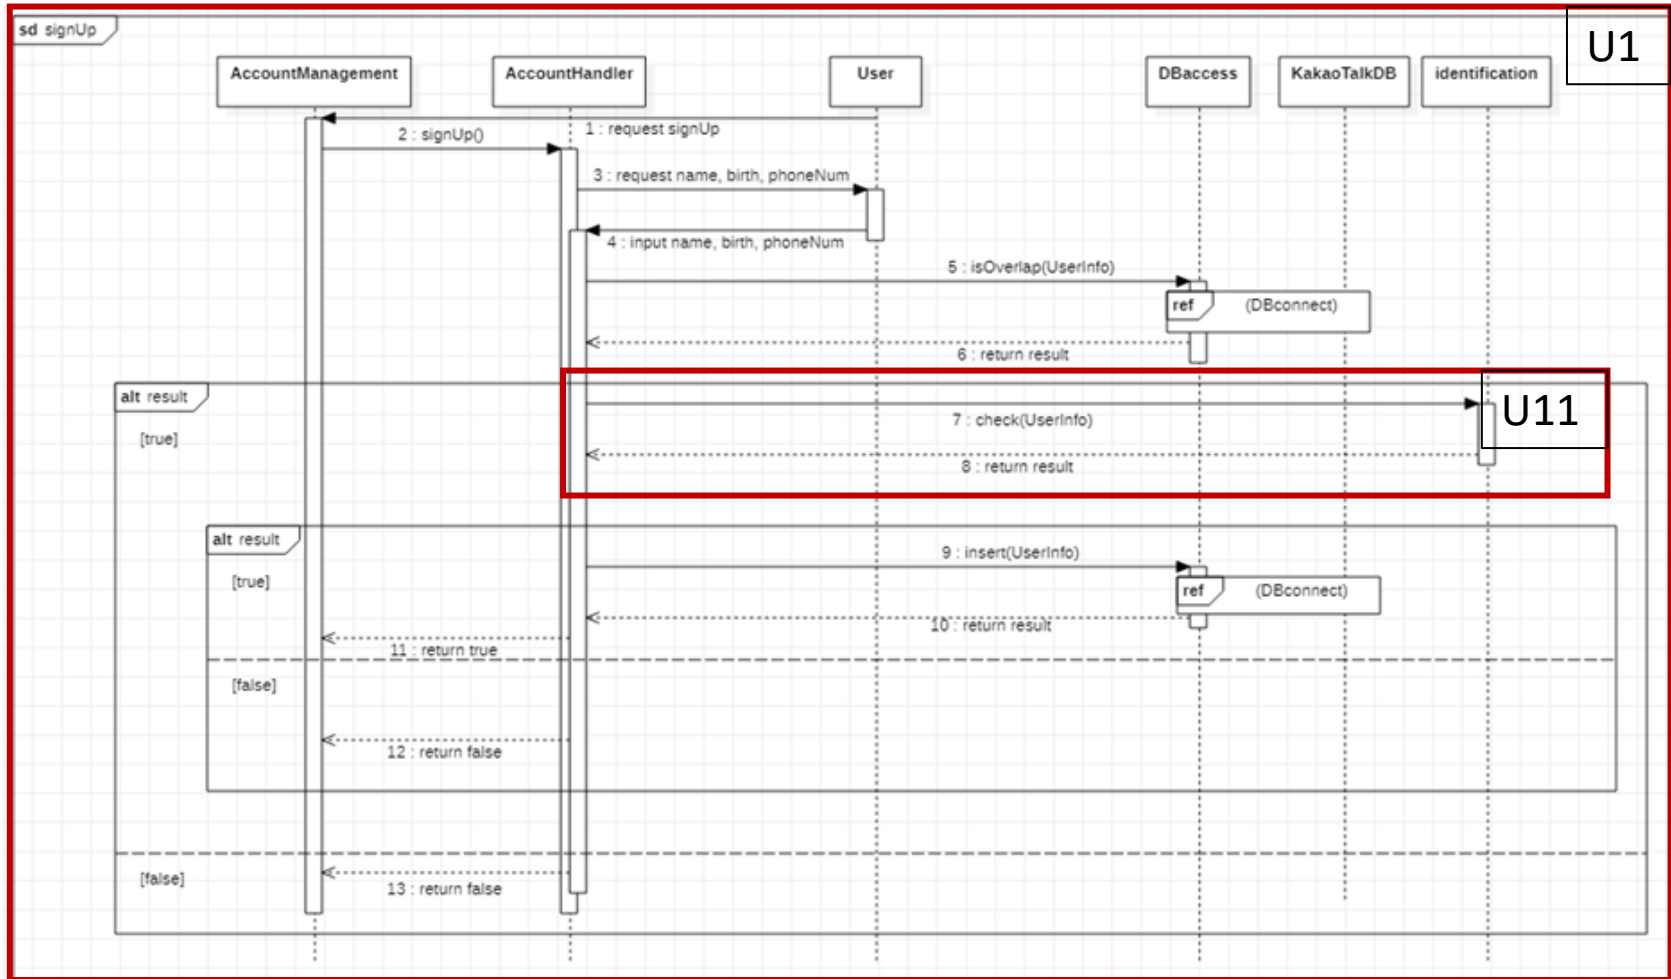 sd signUp
U1
AccountManagement
AccountHandler
User
DBaccess
KakaoTalkDB
identification
1 : request signUp
2 : signUp()
3 : request name, birth, phoneNum
4 : input name, birth, phoneNum
5 : isOverlap(UserInfo)
ref (DBconnect)
6 : return result
alt result
[true]
U11
7 : check(UserInfo)
8 : return result
alt result
[true]
9 : insert(UserInfo)
ref (DBconnect)
10 : return result
11 : return true
[false]
12 : return false
[false]
13 : return false